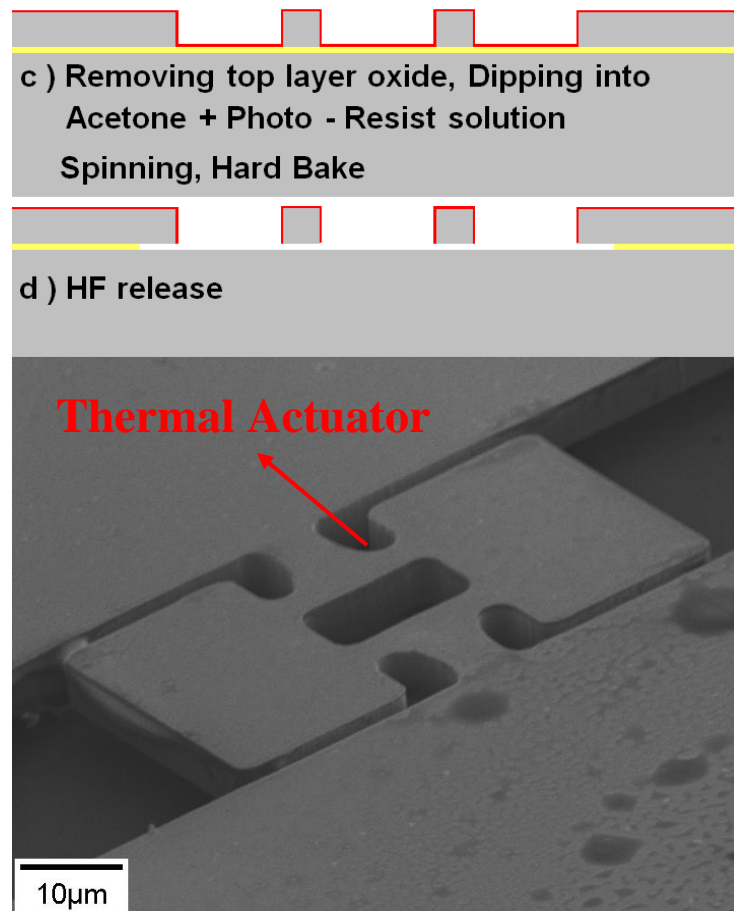 c ) Removing top layer oxide, Dipping into
Acetone + Photo - Resist solution
Spinning, Hard Bake
d ) HF release
Thermal Actuator
10µm